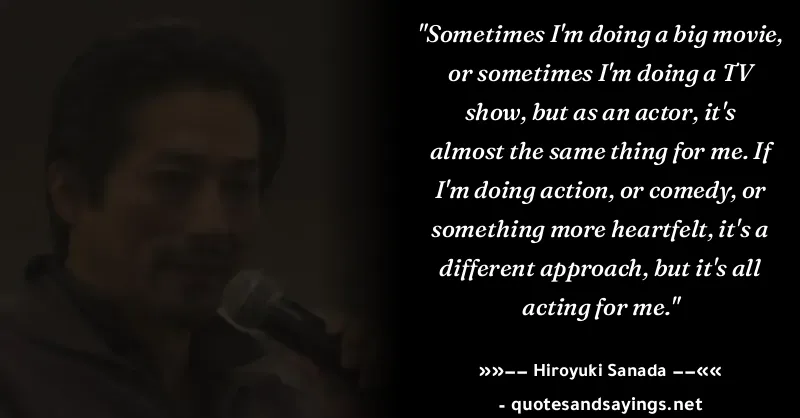 "Sometimes I'm doing a big movie,
or sometimes I'm doing a TV
show, but as an actor, it's
almost the same thing for me. If
I'm doing action, or comedy, or
something more heartfelt, it's a
different approach, but it's all
acting for me."
»»−− Hiroyuki Sanada −−««
- quotesandsayings.net